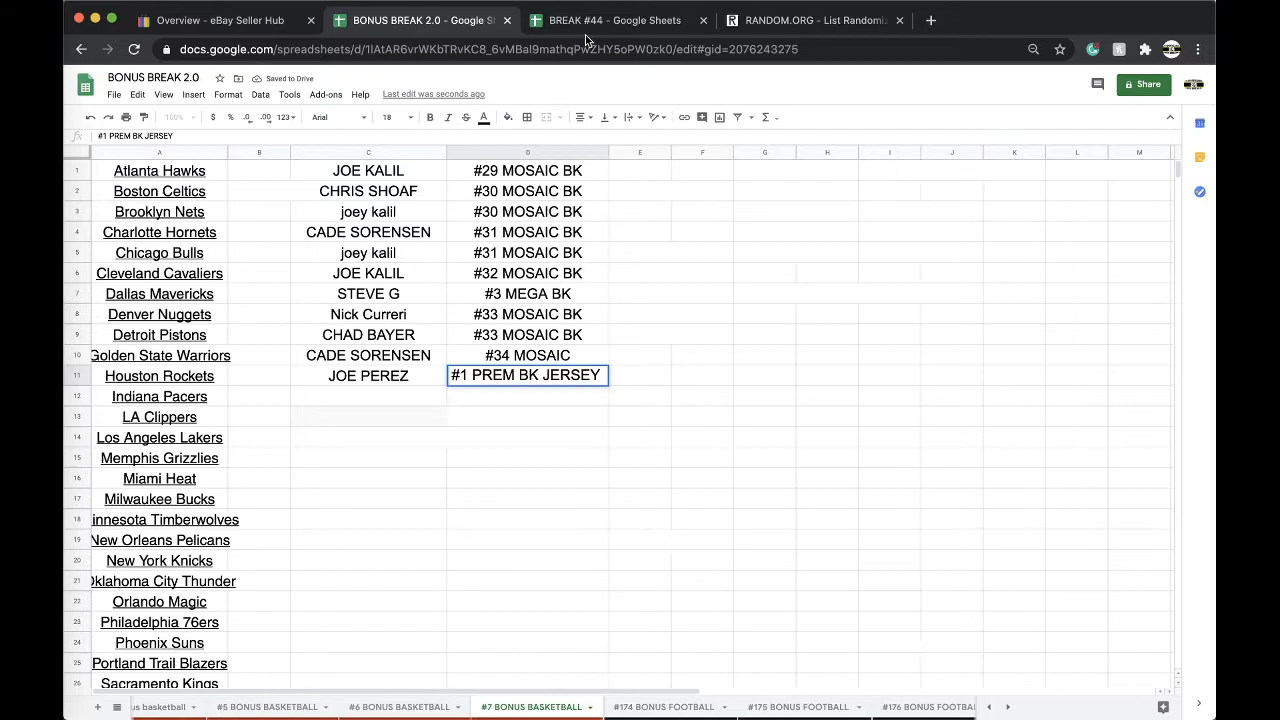 Overview - eBay Seller Hub
BONUS BREAK 2.0 - Google S
BREAK #44 - Google Sheets
RANDOM.ORG - List Randomiz
BONUS BREAK 2.0
Saved to Drive
File Edit View Insert Format Data Tools Add-ons Help Last edit was seconds ago
Share
100% $ % .0 .00 123 Arial 18 B I S A
fx #1 PREM BK JERSEY
A B C D E F G H I J K L M
1 Atlanta Hawks JOE KALIL #29 MOSAIC BK
2 Boston Celtics CHRIS SHOAF #30 MOSAIC BK
3 Brooklyn Nets joey kalil #30 MOSAIC BK
4 Charlotte Hornets CADE SORENSEN #31 MOSAIC BK
5 Chicago Bulls joey kalil #31 MOSAIC BK
6 Cleveland Cavaliers JOE KALIL #32 MOSAIC BK
7 Dallas Mavericks STEVE G #3 MEGA BK
8 Denver Nuggets Nick Curreri #33 MOSAIC BK
9 Detroit Pistons CHAD BAYER #33 MOSAIC BK
10 Golden State Warriors CADE SORENSEN #34 MOSAIC
11 Houston Rockets JOE PEREZ #1 PREM BK JERSEY
12 Indiana Pacers
13 LA Clippers
14 Los Angeles Lakers
15 Memphis Grizzlies
16 Miami Heat
17 Milwaukee Bucks
18 innesota Timberwolves
19 New Orleans Pelicans
20 New York Knicks
21 Oklahoma City Thunder
22 Orlando Magic
23 Philadelphia 76ers
24 Phoenix Suns
25 Portland Trail Blazers
26 Sacramento Kings
us basketball #5 BONUS BASKETBALL #6 BONUS BASKETBALL #7 BONUS BASKETBALL #174 BONUS FOOTBALL #175 BONUS FOOTBALL #176 BONUS FOOTBAL